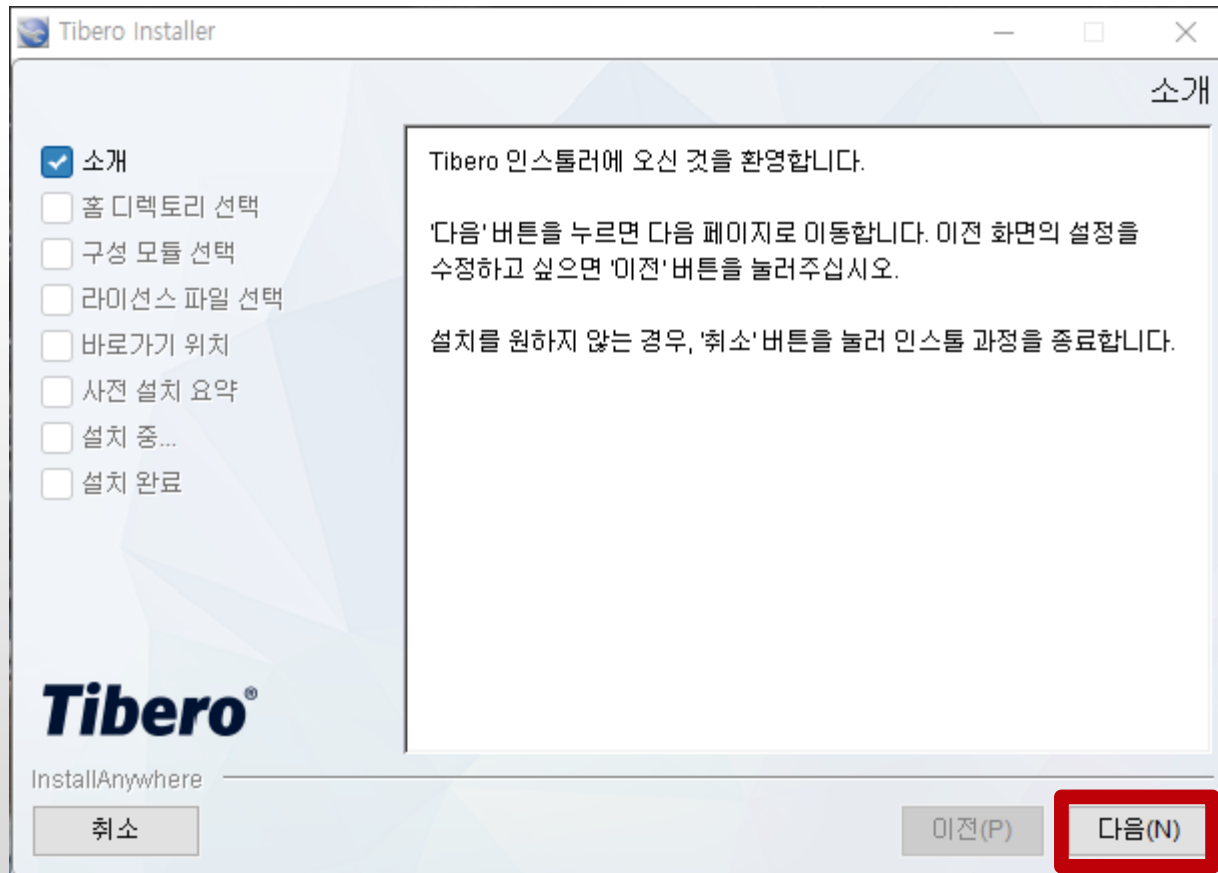 Tibero Installer
소개
소개
홈 디렉토리 선택
구성 모듈 선택
라이선스 파일 선택
바로가기 위치
사전 설치 요약
설치 중...
설치 완료
Tibero 인스톨러에 오신 것을 환영합니다.
'다음' 버튼을 누르면 다음 페이지로 이동합니다. 이전 화면의 설정을
수정하고 싶으면 '이전' 버튼을 눌러주십시오.
설치를 원하지 않는 경우, '취소' 버튼을 눌러 인스톨 과정을 종료합니다.
Tibero®
InstallAnywhere
취소
이전(P)
다음(N)